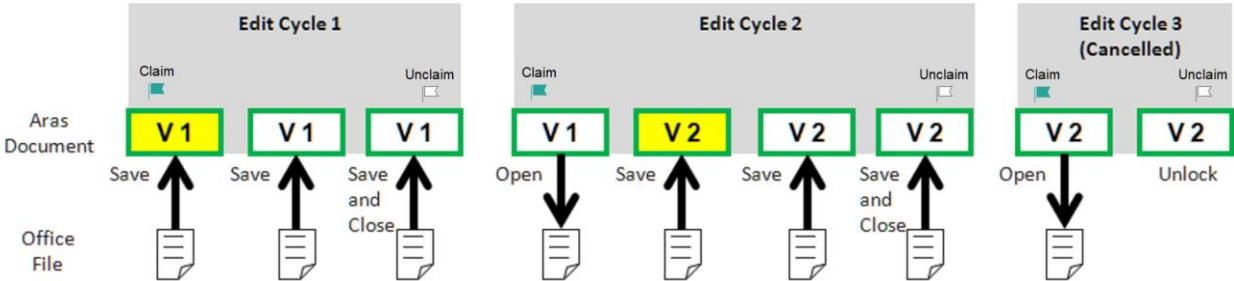 Edit Cycle 1
Edit Cycle 2
Edit Cycle 3
(Cancelled)
Claim
Unclaim
Claim
Unclaim
Claim
Unclaim
Aras
Document
V 1
V 1
V 1
V 1
V 2
V 2
V 2
V 2
V 2
Save
Save
Save
and
Close
Open
Save
Save
Save
and
Close
Open
Unlock
Office
File